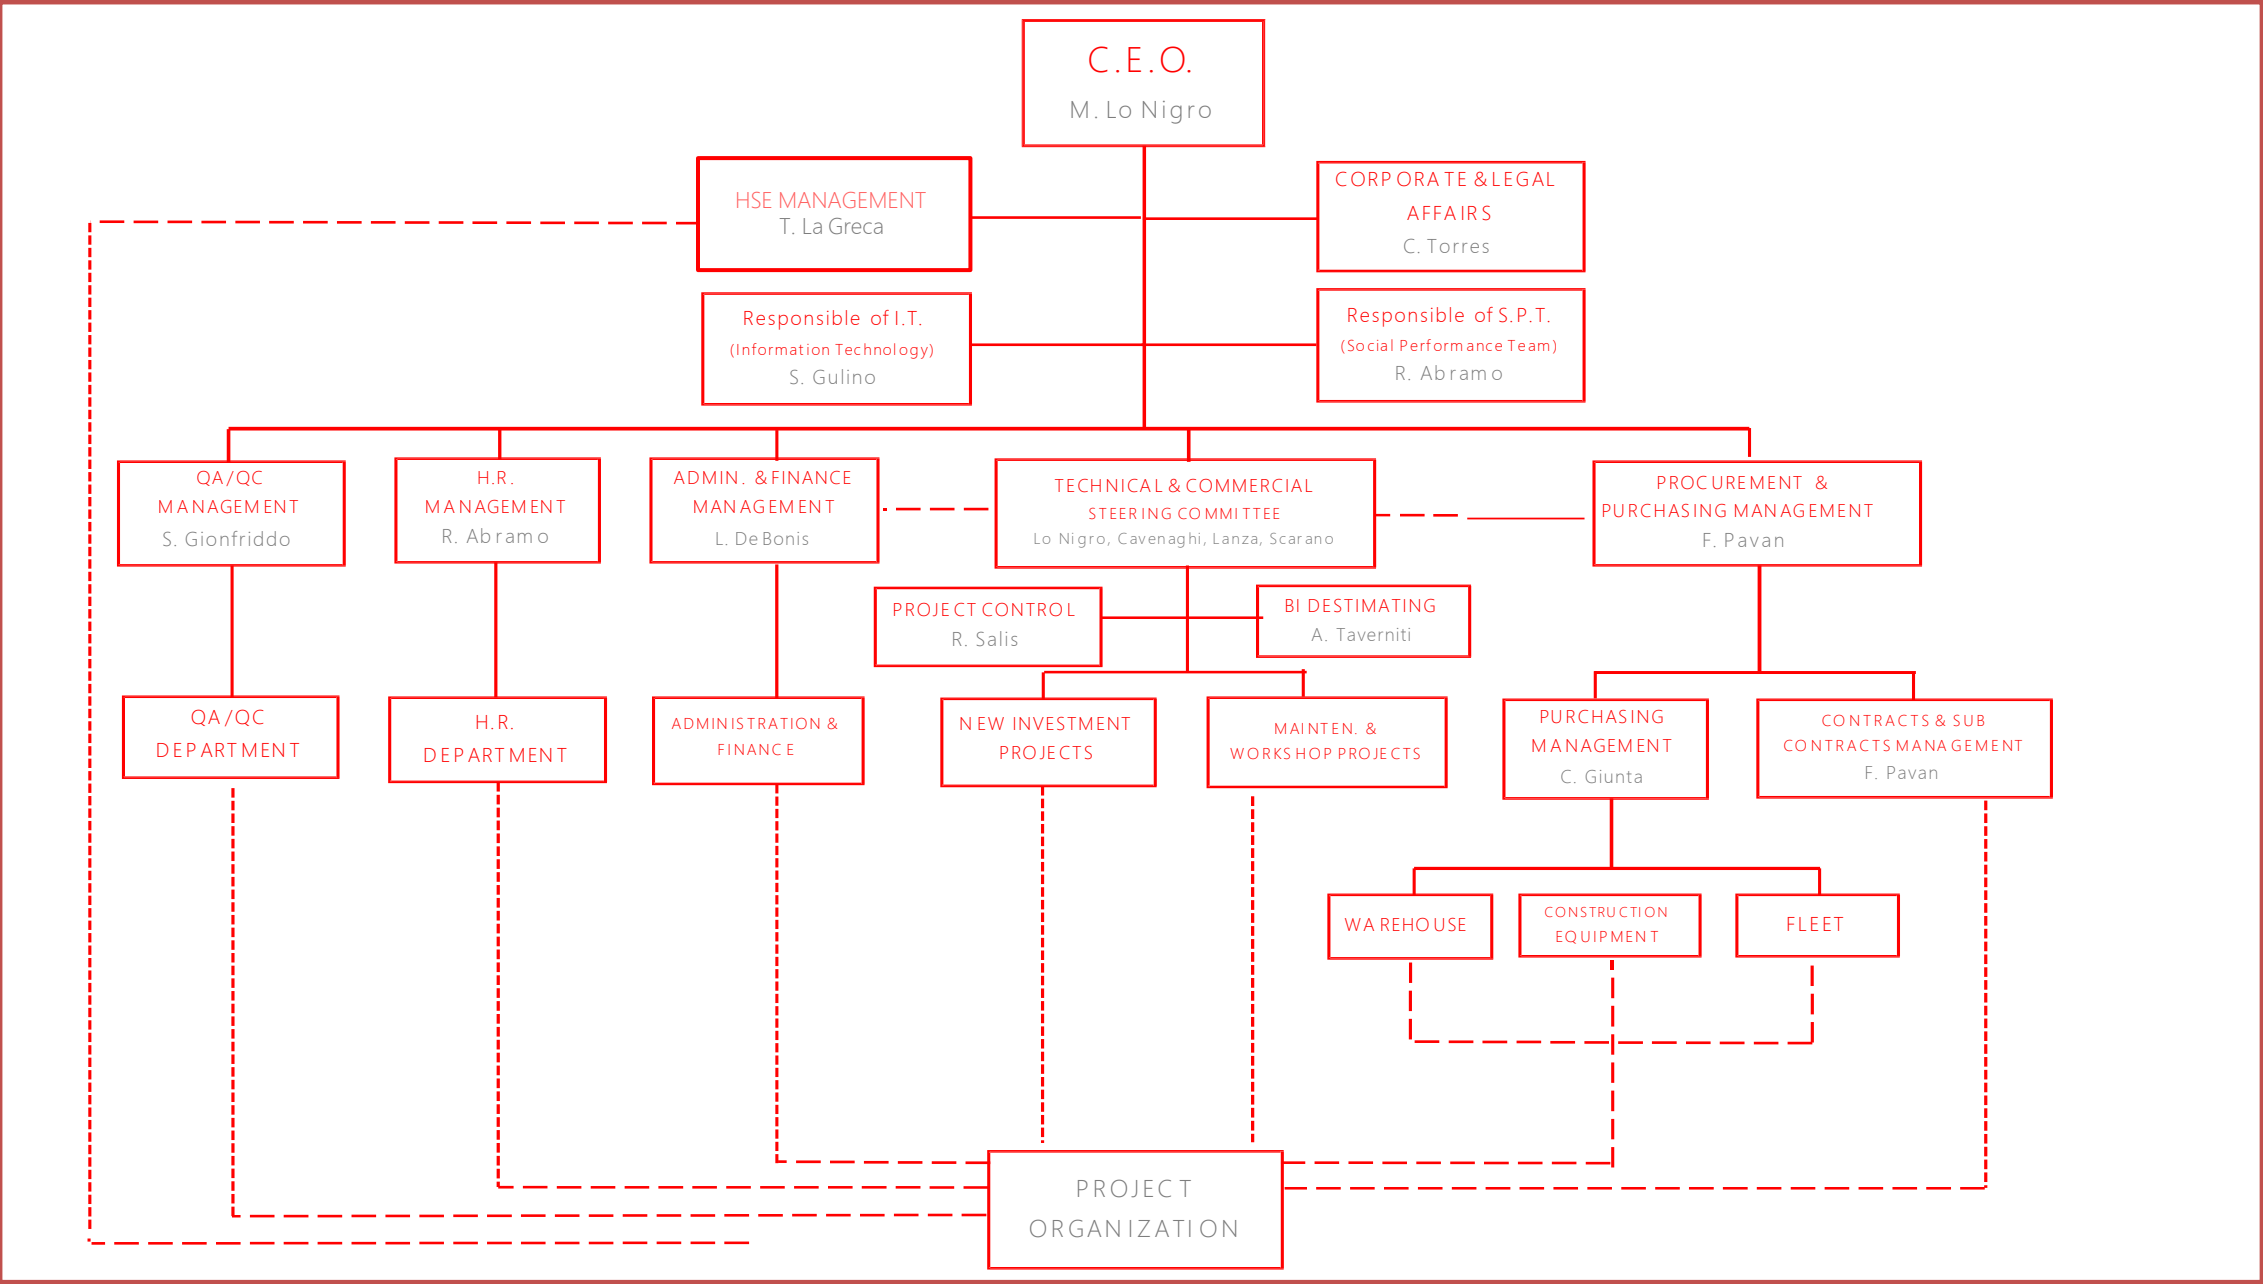 C.E.O.
M. Lo Nigro
HSE MANAGEMENT
T. La Greca
CORPORATE & LEGAL
AFFAIRS
C. Torres
Responsible of I.T.
(Information Technology)
S. Gulino
Responsible of S.P.T.
(Social Performance Team)
R. Abramo
QA/QC
MANAGEMENT
S. Gionfriddo
H.R.
MANAGEMENT
R. Abramo
ADMIN. & FINANCE
MANAGEMENT
L. De Bonis
TECHNICAL & COMMERCIAL
STEERING COMMITTEE
Lo Nigro, Cavenaghi, Lanza, Scarano
PROCUREMENT &
PURCHASING MANAGEMENT
F. Pavan
PROJECT CONTROL
R. Salis
BI DESTIMATING
A. Taverniti
QA/QC
DEPARTMENT
H.R.
DEPARTMENT
ADMINISTRATION &
FINANCE
NEW INVESTMENT
PROJECTS
MAINTEN. &
WORKSHOP PROJECTS
PURCHASING
MANAGEMENT
C. Giunta
CONTRACTS & SUB
CONTRACTS MANAGEMENT
F. Pavan
WAREHOUSE
CONSTRUCTION
EQUIPMENT
FLEET
PROJECT
ORGANIZATION